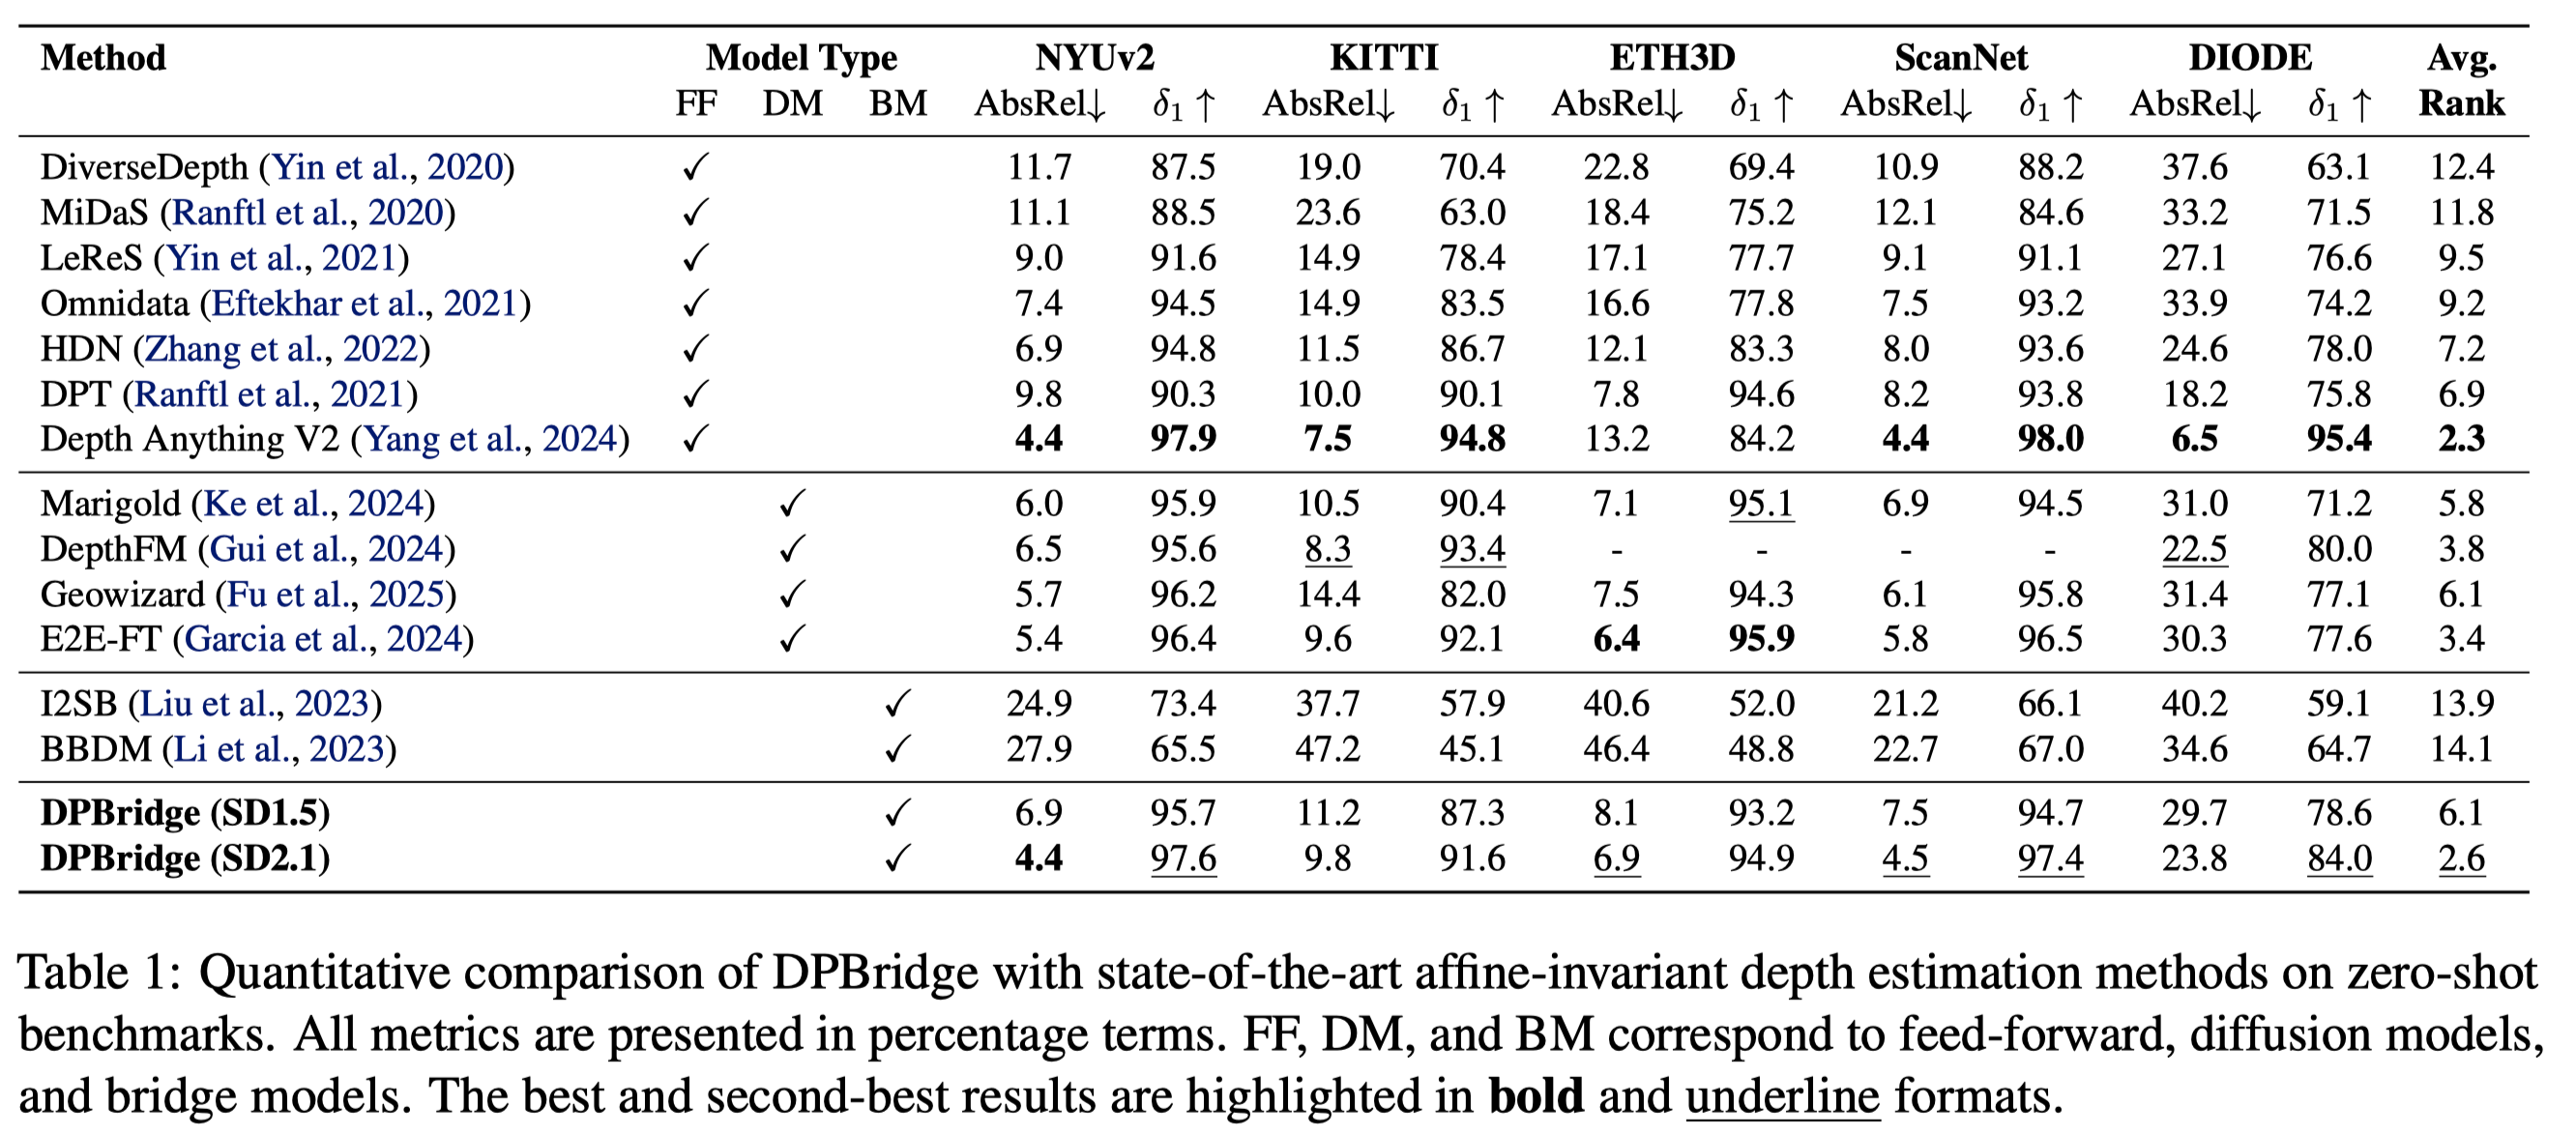 Method Model Type NYUv2 KITTI ETH3D ScanNet DIODE Avg.
FF DM BM AbsRel↓ δ1 ↑ AbsRel↓ δ1 ↑ AbsRel↓ δ1 ↑ AbsRel↓ δ1 ↑ AbsRel↓ δ1 ↑ Rank
DiverseDepth (Yin et al., 2020) ✓ 11.7 87.5 19.0 70.4 22.8 69.4 10.9 88.2 37.6 63.1 12.4
MiDaS (Ranftl et al., 2020) ✓ 11.1 88.5 23.6 63.0 18.4 75.2 12.1 84.6 33.2 71.5 11.8
LeReS (Yin et al., 2021) ✓ 9.0 91.6 14.9 78.4 17.1 77.7 9.1 91.1 27.1 76.6 9.5
Omnidata (Eftekhar et al., 2021) ✓ 7.4 94.5 14.9 83.5 16.6 77.8 7.5 93.2 33.9 74.2 9.2
HDN (Zhang et al., 2022) ✓ 6.9 94.8 11.5 86.7 12.1 83.3 8.0 93.6 24.6 78.0 7.2
DPT (Ranftl et al., 2021) ✓ 9.8 90.3 10.0 90.1 7.8 94.6 8.2 93.8 18.2 75.8 6.9
Depth Anything V2 (Yang et al., 2024) ✓ 4.4 97.9 7.5 94.8 13.2 84.2 4.4 98.0 6.5 95.4 2.3
Marigold (Ke et al., 2024) ✓ 6.0 95.9 10.5 90.4 7.1 95.1 6.9 94.5 31.0 71.2 5.8
DepthFM (Gui et al., 2024) ✓ 6.5 95.6 8.3 93.4 - - - - 22.5 80.0 3.8
Geowizard (Fu et al., 2025) ✓ 5.7 96.2 14.4 82.0 7.5 94.3 6.1 95.8 31.4 77.1 6.1
E2E-FT (Garcia et al., 2024) ✓ 5.4 96.4 9.6 92.1 6.4 95.9 5.8 96.5 30.3 77.6 3.4
I2SB (Liu et al., 2023) ✓ 24.9 73.4 37.7 57.9 40.6 52.0 21.2 66.1 40.2 59.1 13.9
BBDM (Li et al., 2023) ✓ 27.9 65.5 47.2 45.1 46.4 48.8 22.7 67.0 34.6 64.7 14.1
DPBridge (SD1.5) ✓ 6.9 95.7 11.2 87.3 8.1 93.2 7.5 94.7 29.7 78.6 6.1
DPBridge (SD2.1) ✓ 4.4 97.6 9.8 91.6 6.9 94.9 4.5 97.4 23.8 84.0 2.6
Table 1: Quantitative comparison of DPBridge with state-of-the-art affine-invariant depth estimation methods on zero-shot
benchmarks. All metrics are presented in percentage terms. FF, DM, and BM correspond to feed-forward, diffusion models,
and bridge models. The best and second-best results are highlighted in bold and underline formats.